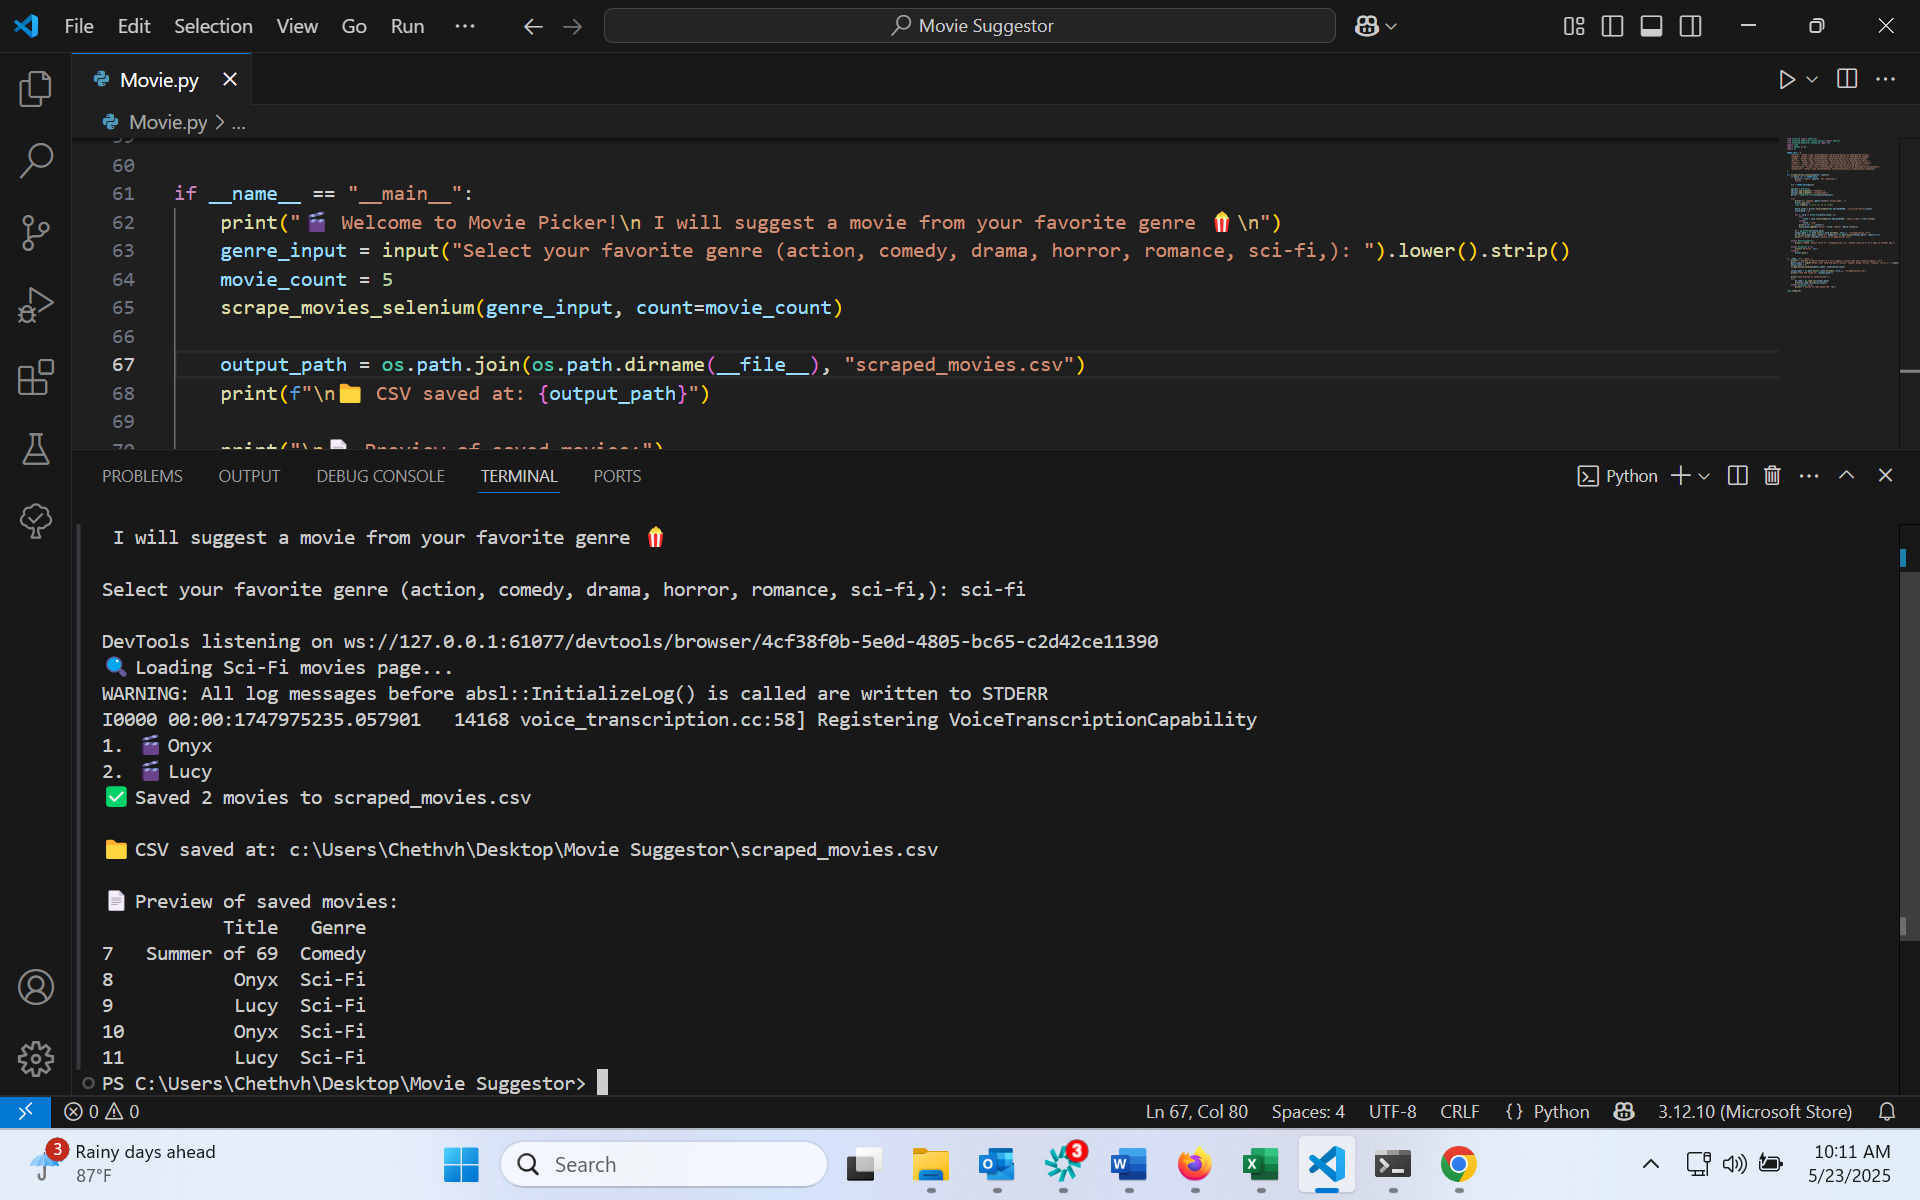 File Edit Selection View Go Run ··· Movie Suggestor
Movie.py
Movie.py > ...
60
61 if __name__ == "__main__":
62 print("🎬 Welcome to Movie Picker!\n I will suggest a movie from your favorite genre 🍿\n")
63 genre_input = input("Select your favorite genre (action, comedy, drama, horror, romance, sci-fi,): ").lower().strip()
64 movie_count = 5
65 scrape_movies_selenium(genre_input, count=movie_count)
66
67 output_path = os.path.join(os.path.dirname(__file__), "scraped_movies.csv")
68 print(f"\n📁 CSV saved at: {output_path}")
69
70 print("\n📄 Preview of saved movies:")
PROBLEMS OUTPUT DEBUG CONSOLE TERMINAL PORTS Python
I will suggest a movie from your favorite genre 🍿
Select your favorite genre (action, comedy, drama, horror, romance, sci-fi,): sci-fi
DevTools listening on ws://127.0.0.1:61077/devtools/browser/4cf38f0b-5e0d-4805-bc65-c2d42ce11390
🔍 Loading Sci-Fi movies page...
WARNING: All log messages before absl::InitializeLog() is called are written to STDERR
I0000 00:00:1747975235.057901 14168 voice_transcription.cc:58] Registering VoiceTranscriptionCapability
1. 🎬 Onyx
2. 🎬 Lucy
✅ Saved 2 movies to scraped_movies.csv
📁 CSV saved at: c:\Users\Chethvh\Desktop\Movie Suggestor\scraped_movies.csv
📄 Preview of saved movies:
Title Genre
7 Summer of 69 Comedy
8 Onyx Sci-Fi
9 Lucy Sci-Fi
10 Onyx Sci-Fi
11 Lucy Sci-Fi
PS C:\Users\Chethvh\Desktop\Movie Suggestor>
0 0 Ln 67, Col 80 Spaces: 4 UTF-8 CRLF {} Python 3.12.10 (Microsoft Store)
3 Rainy days ahead
87°F
Search
3
10:11 AM
5/23/2025